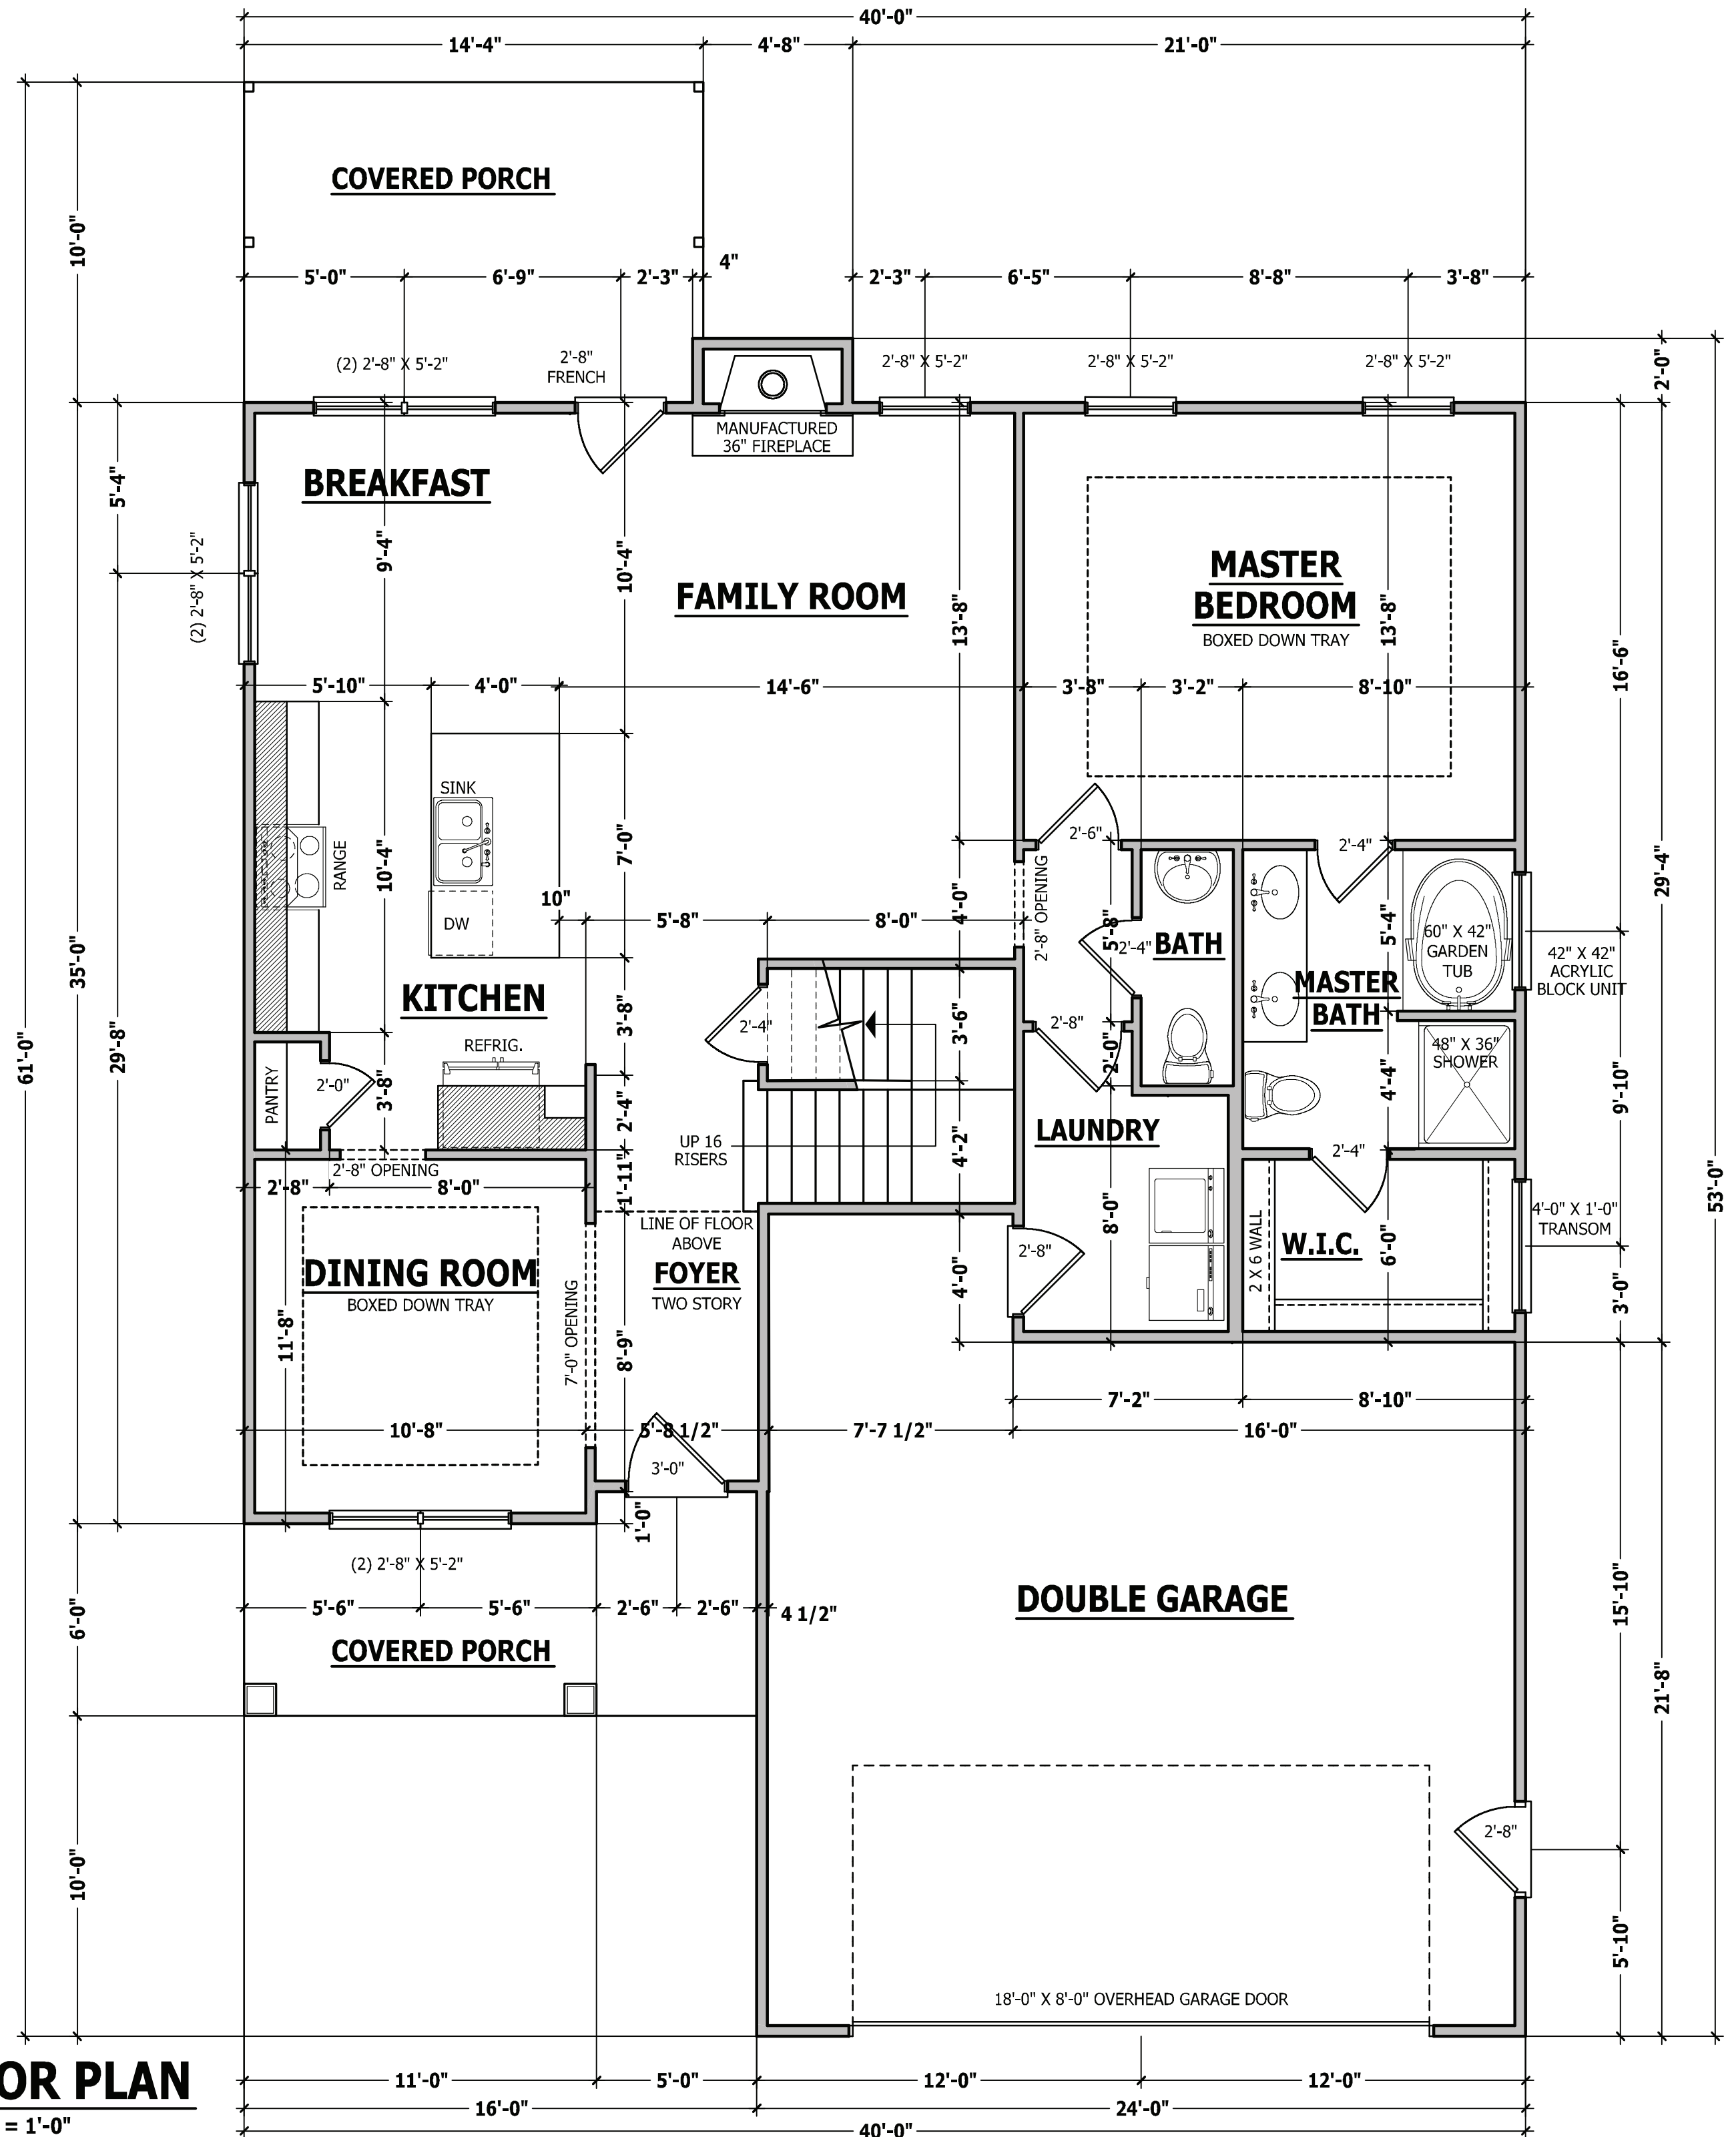 40'-0"
14'-4" 4'-8" 21'-0"
COVERED PORCH
10'-0"
4"
5'-0" 6'-9" 2'-3" 2'-3" 6'-5" 8'-8" 3'-8"
(2) 2'-8" X 5'-2"
2'-8"
FRENCH
2'-8" X 5'-2" 2'-8" X 5'-2" 2'-8" X 5'-2"
2'-0"
MANUFACTURED
36" FIREPLACE
BREAKFAST
5'-4"
9'-4"
10'-4"
(2) 2'-8" X 5'-2"
FAMILY ROOM
13'-8"
MASTER
BEDROOM
BOXED DOWN TRAY
13'-8"
16'-6"
5'-10" 4'-0" 14'-6" 3'-8" 3'-2" 8'-10"
SINK
RANGE
10'-4"
7'-0"
DW
10"
5'-8" 8'-0"
4'-0"
2'-8" OPENING
2'-6"
2'-4"
5'-8"
2'-4"
BATH
5'-4"
60" X 42"
GARDEN
TUB
42" X 42"
ACRYLIC
BLOCK UNIT
29'-4"
35'-0"
61'-0"
29'-8"
KITCHEN
3'-8"
2'-4"
3'-6"
2'-8"
2'-0"
MASTER
BATH
48" X 36"
SHOWER
4'-4"
9'-10"
REFRIG.
PANTRY
2'-0"
3'-8"
2'-4"
UP 16
RISERS
4'-2"
LAUNDRY
2'-4"
2'-8" OPENING
2'-8" 8'-0"
1'-11"
53'-0"
LINE OF FLOOR
ABOVE
FOYER
TWO STORY
DINING ROOM
BOXED DOWN TRAY
7'-0" OPENING
11'-8"
8'-9"
4'-0"
2'-8"
8'-0"
2 X 6 WALL
W.I.C.
6'-0"
4'-0" X 1'-0"
TRANSOM
3'-0"
7'-2" 8'-10"
10'-8" 5'-8 1/2" 7'-7 1/2" 16'-0"
3'-0"
1'-0"
(2) 2'-8" X 5'-2"
5'-6" 5'-6" 2'-6" 2'-6" 4 1/2"
6'-0"
COVERED PORCH
DOUBLE GARAGE
15'-10"
21'-8"
10'-0"
2'-8"
5'-10"
18'-0" X 8'-0" OVERHEAD GARAGE DOOR
OR PLAN
= 1'-0"
11'-0" 5'-0" 12'-0" 12'-0"
16'-0" 24'-0"
40'-0"